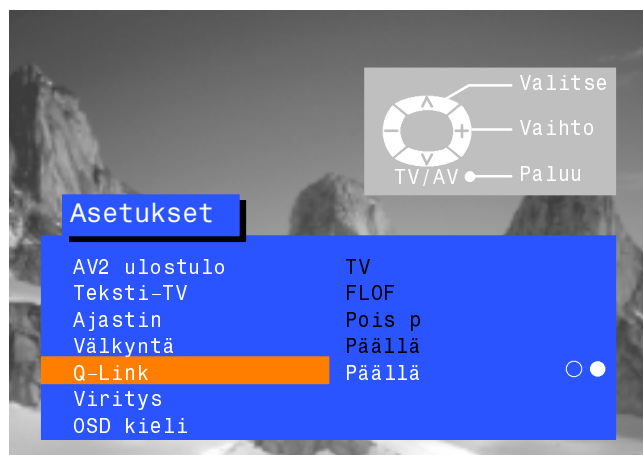 Valitse
Vaihto
TV/AV Paluu
Asetukset
AV2 ulostulo TV
Teksti-TV FLOF
Ajastin Pois p
Välkyntä Päällä
Q-Link Päällä
Viritys
OSD kieli